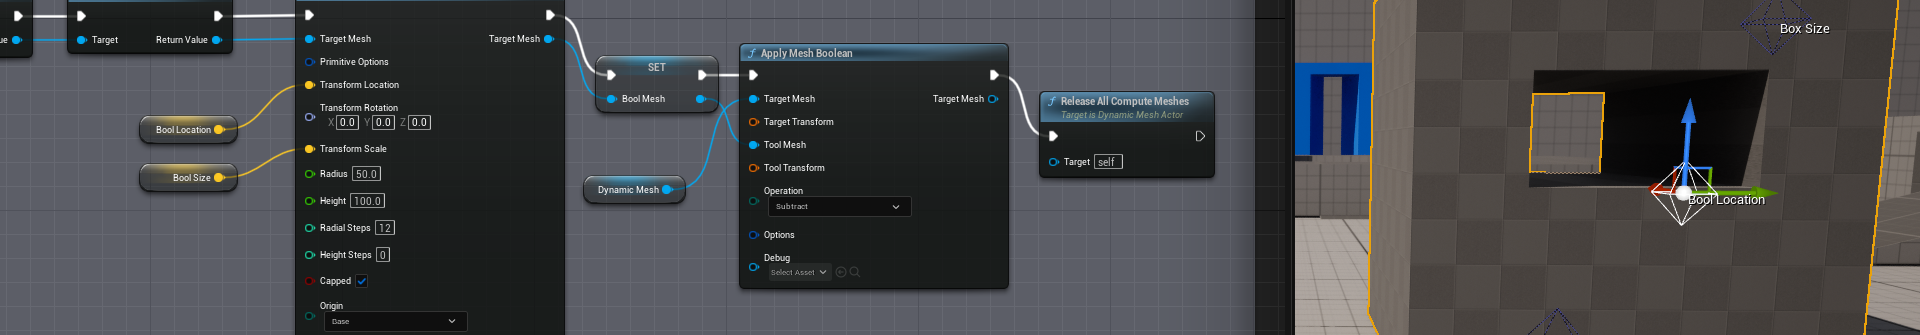 ue
Target
Return Value
Target Mesh
Target Mesh
Primitive Options
Transform Location
Transform Rotation
X 0.0 Y 0.0 Z 0.0
Transform Scale
Radius 50.0
Height 100.0
Radial Steps 12
Height Steps 0
Capped
Origin
Base
Bool Location
Bool Size
SET
Bool Mesh
Dynamic Mesh
f Apply Mesh Boolean
Target Mesh
Target Mesh
Target Transform
Tool Mesh
Tool Transform
Operation
Subtract
Options
Debug
Select Asset
f Release All Compute Meshes
Target is Dynamic Mesh Actor
Target self
Box Size
Bool Location